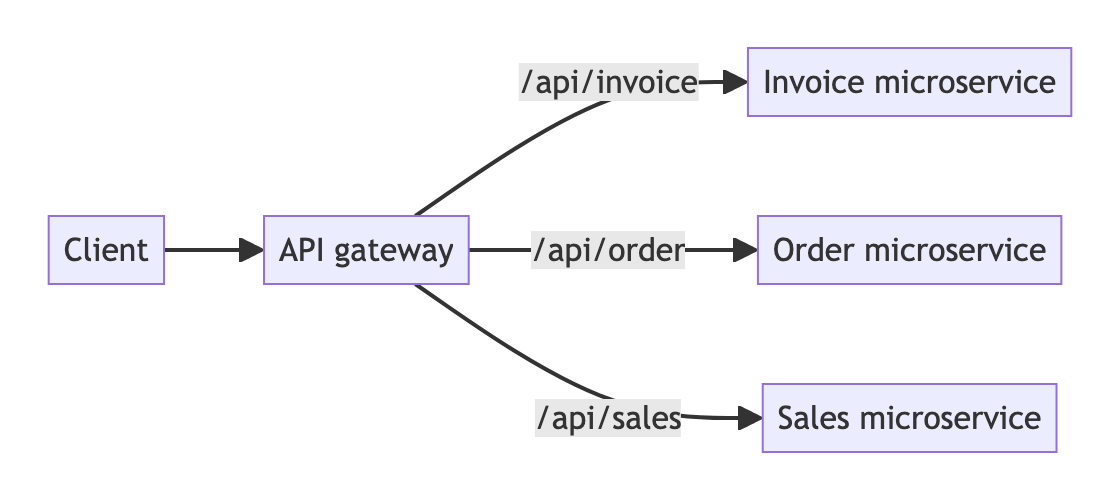 /api/invoice
Invoice microservice
Client
API gateway
/api/order
Order microservice
/api/sales
Sales microservice